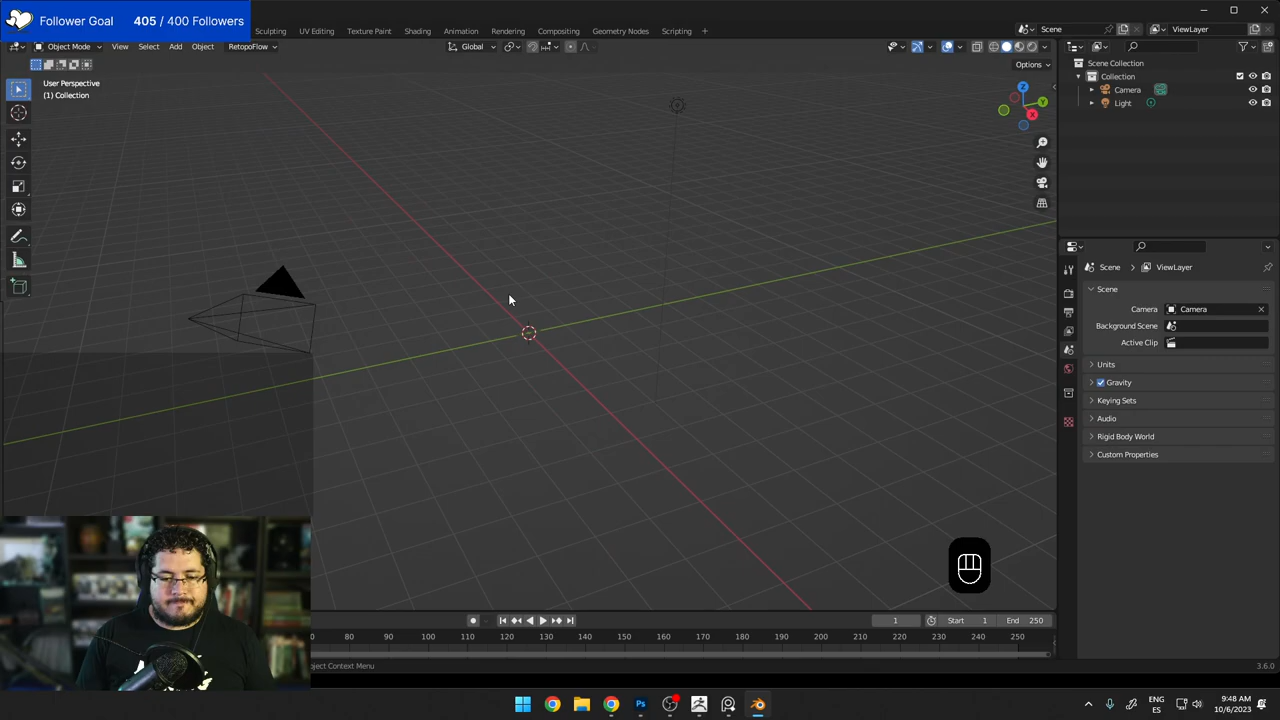 Follower Goal 405 / 400 Followers
Sculpting UV Editing Texture Paint Shading Animation Rendering Compositing Geometry Nodes Scripting +
Scene ViewLayer
Object Mode View Select Add Object RetopoFlow
Global
Options
User Perspective
(1) Collection
Z
Y
X
Scene Collection
Collection
Camera
Light
Scene ViewLayer
Scene
Camera Camera
Background Scene
Active Clip
Units
Gravity
Keying Sets
Audio
Rigid Body World
Custom Properties
1 Start 1 End 250
70 80 90 100 110 120 130 140 150 160 170 180 190 200 210 220 230 240 250
ject Context Menu
3.6.0
Ps
ENG
ES
9:48 AM
10/6/2023